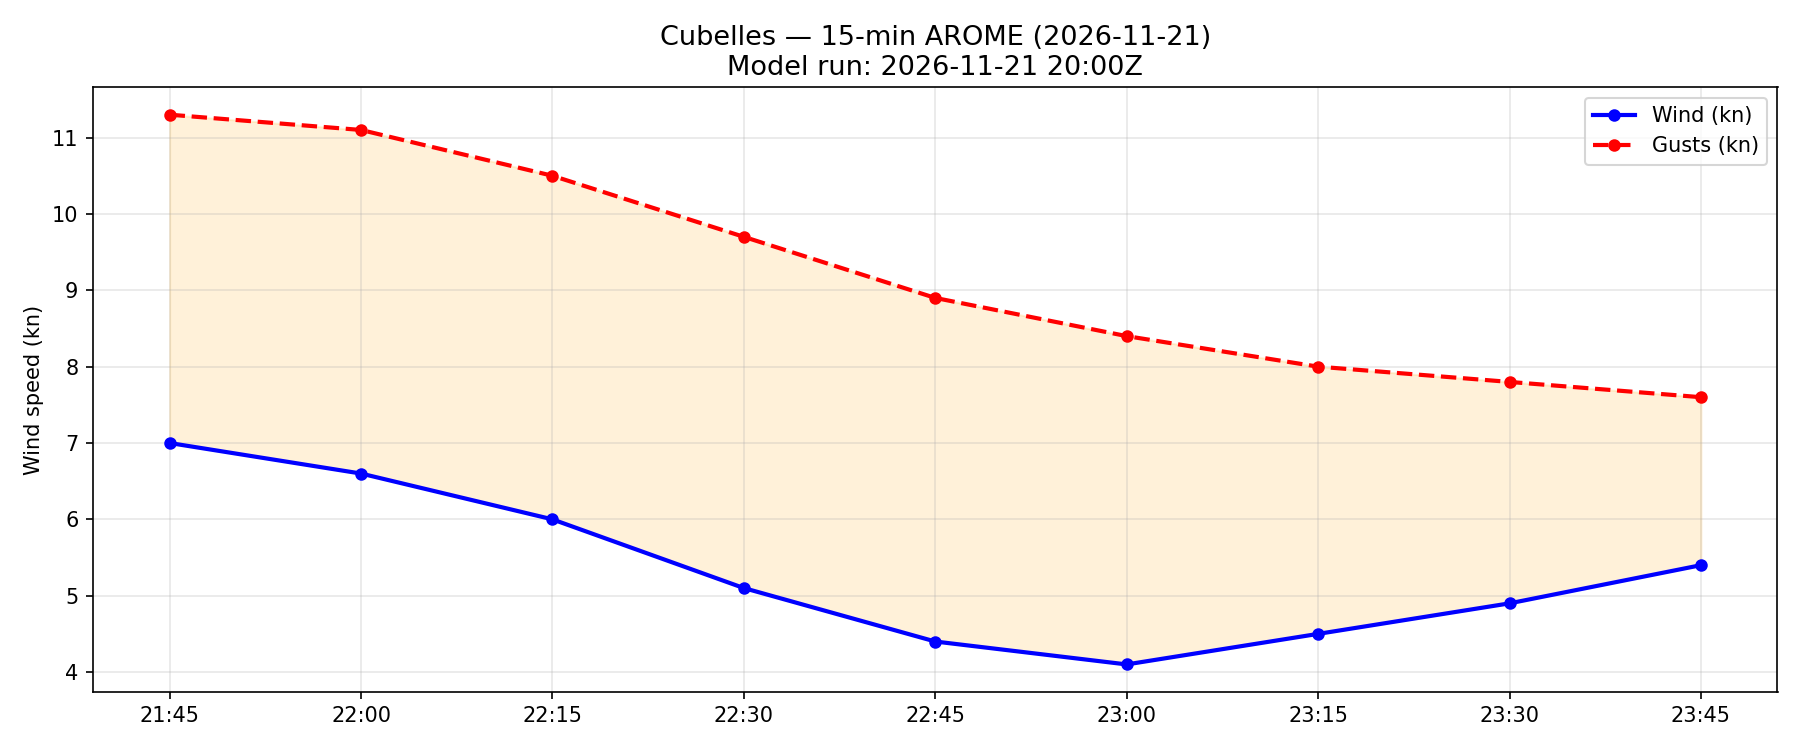 Cubelles — 15-min AROME (2026-11-21)
Model run: 2026-11-21 20:00Z
Wind (kn)
Gusts (kn)
Wind speed (kn)
11
10
9
8
7
6
5
4
21:45 22:00 22:15 22:30 22:45 23:00 23:15 23:30 23:45